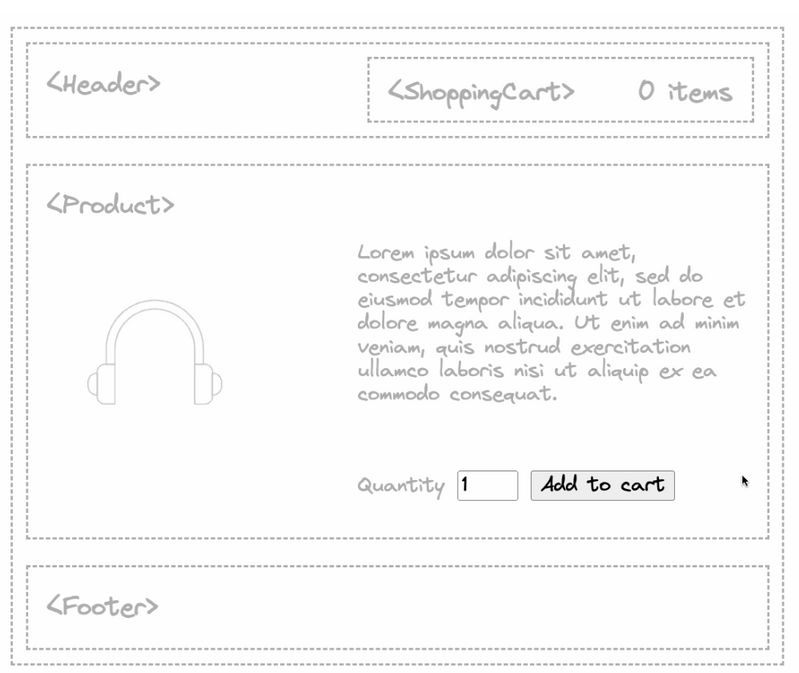 <Header>
<ShoppingCart> 0 items
<Product>
Lorem ipsum dolor sit amet,
consectetur adipiscing elit, sed do
eiusmod tempor incididunt ut labore et
dolore magna aliqua. Ut enim ad minim
veniam, quis nostrud exercitation
ullamco laboris nisi ut aliquip ex ea
commodo consequat.
Quantity 1 Add to cart
<Footer>